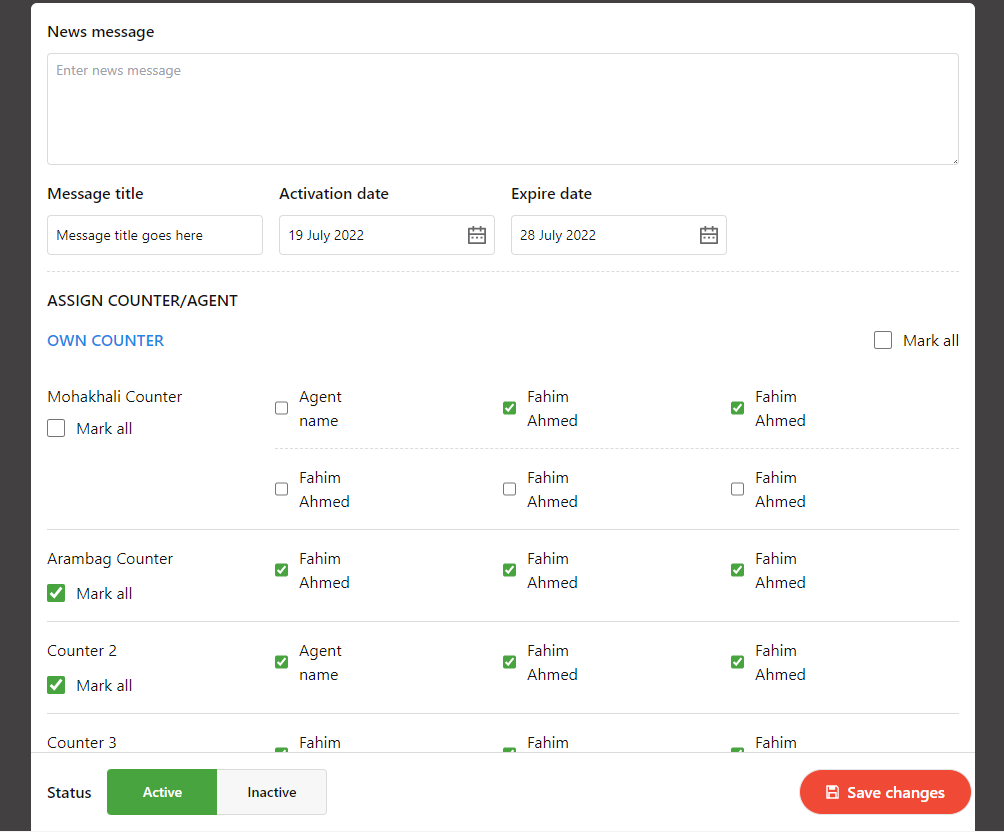 News message
Enter news message
Message title Activation date Expire date
Message title goes here 19 July 2022 28 July 2022
ASSIGN COUNTER/AGENT
OWN COUNTER Mark all
Mohakhali Counter Agent Fahim Fahim
name Ahmed Ahmed
Mark all
Fahim Fahim Fahim
Ahmed Ahmed Ahmed
Arambag Counter Fahim Fahim Fahim
Ahmed Ahmed Ahmed
Mark all
Counter 2 Agent Fahim Fahim
name Ahmed Ahmed
Mark all
Counter 3 Fahim Fahim Fahim
Status Active Inactive Save changes